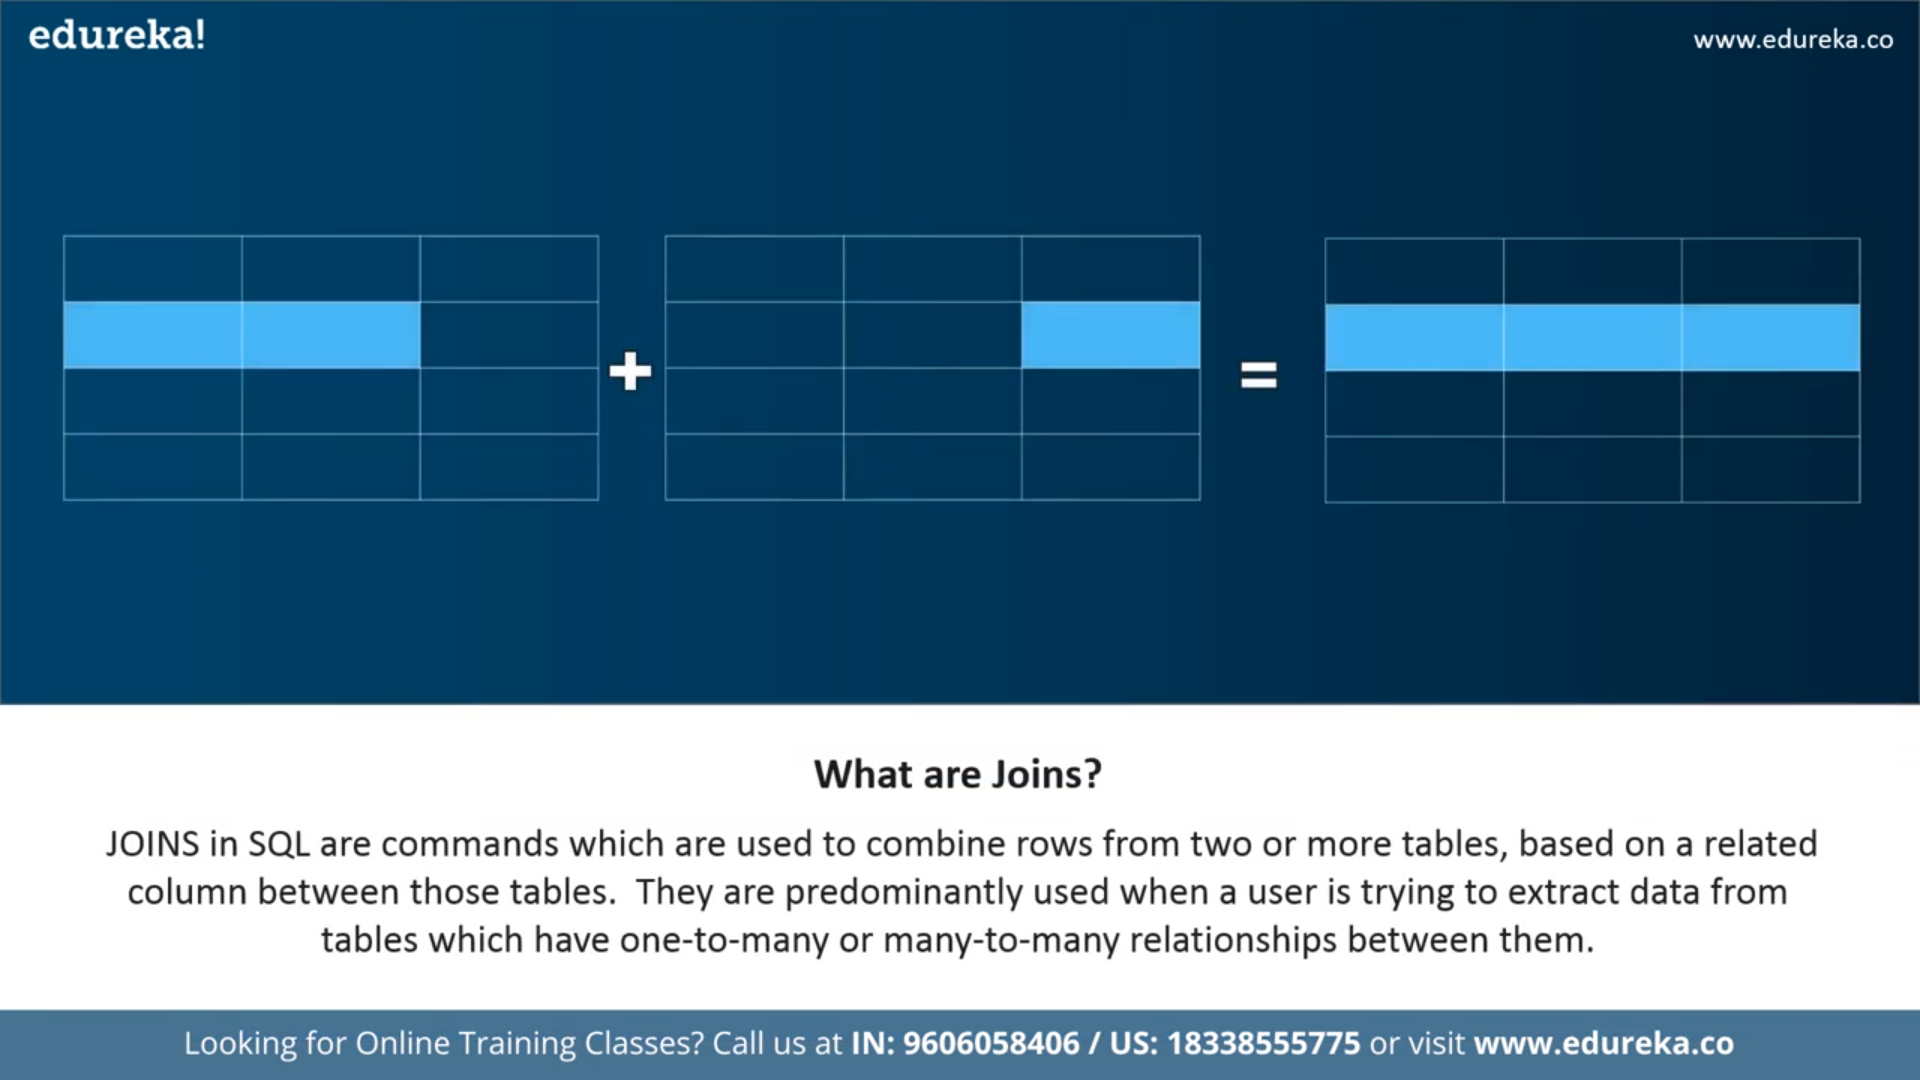 edureka!
www.edureka.co
What are Joins?
JOINS in SQL are commands which are used to combine rows from two or more tables, based on a related
column between those tables.  They are predominantly used when a user is trying to extract data from
tables which have one-to-many or many-to-many relationships between them.
Looking for Online Training Classes? Call us at IN: 9606058406 / US: 18338555775 or visit www.edureka.co